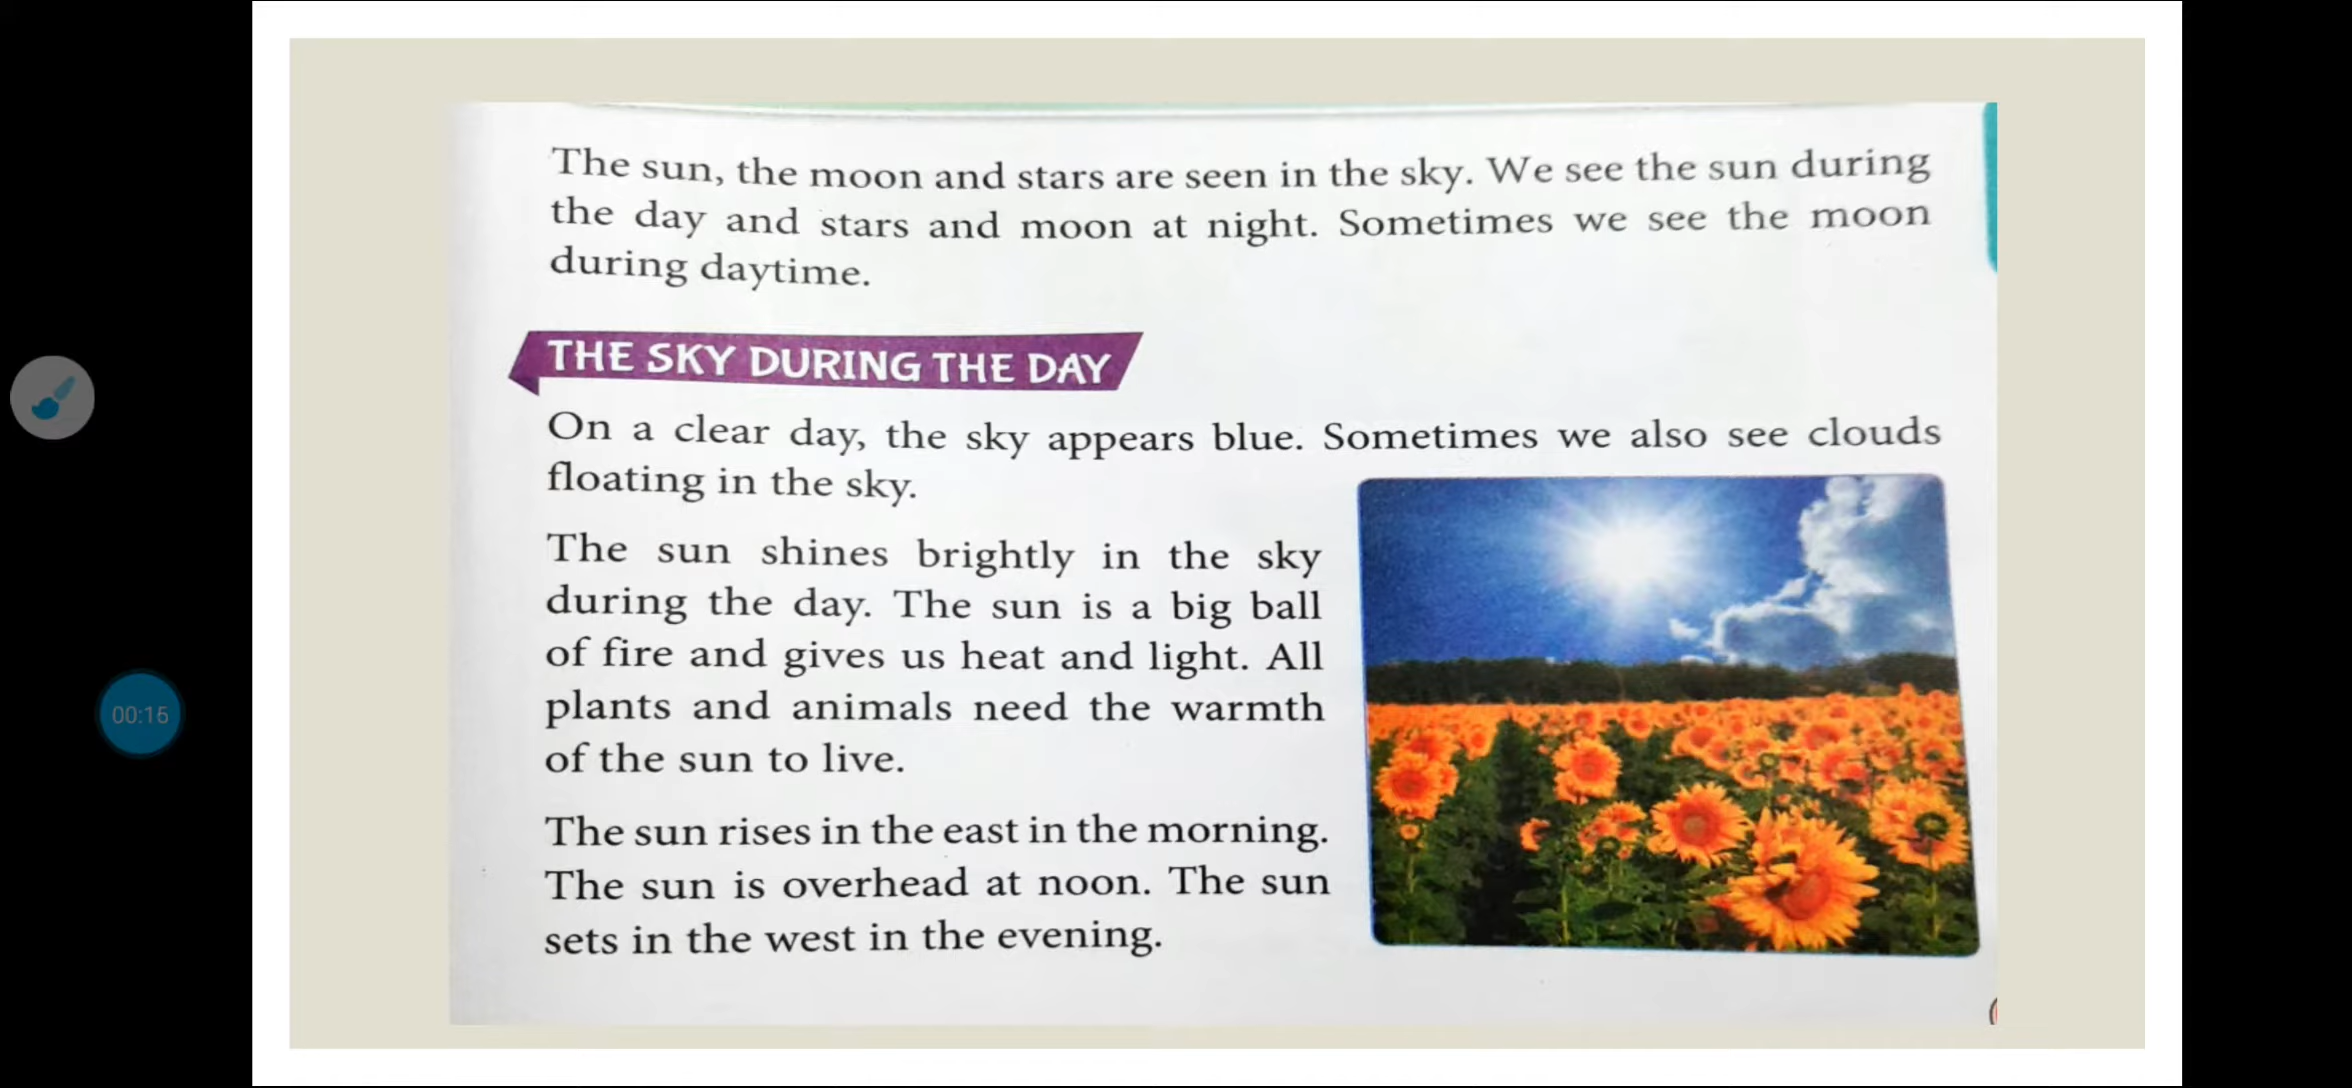 The sun, the moon and stars are seen in the sky. We see the sun during
the day and stars and moon at night. Sometimes we see the moon
during daytime.
THE SKY DURING THE DAY
On a clear day, the sky appears blue. Sometimes we also see clouds
floating in the sky.
The sun shines brightly in the sky
during the day. The sun is a big ball
of fire and gives us heat and light. All
plants and animals need the warmth
of the sun to live.
The sun rises in the east in the morning.
The sun is overhead at noon. The sun
sets in the west in the evening.
00:15